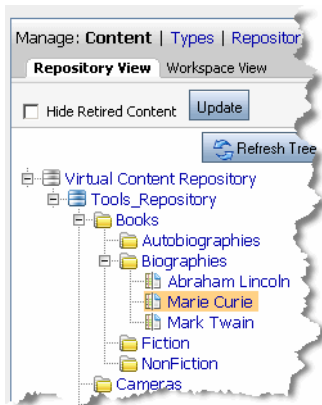 Manage: Content | Types | Repositor
Repository View Workspace View
Hide Retired Content Update
Refresh Tree
Virtual Content Repository
Tools_Repository
Books
Autobiographies
Biographies
Abraham Lincoln
Marie Curie
Mark Twain
Fiction
NonFiction
Cameras